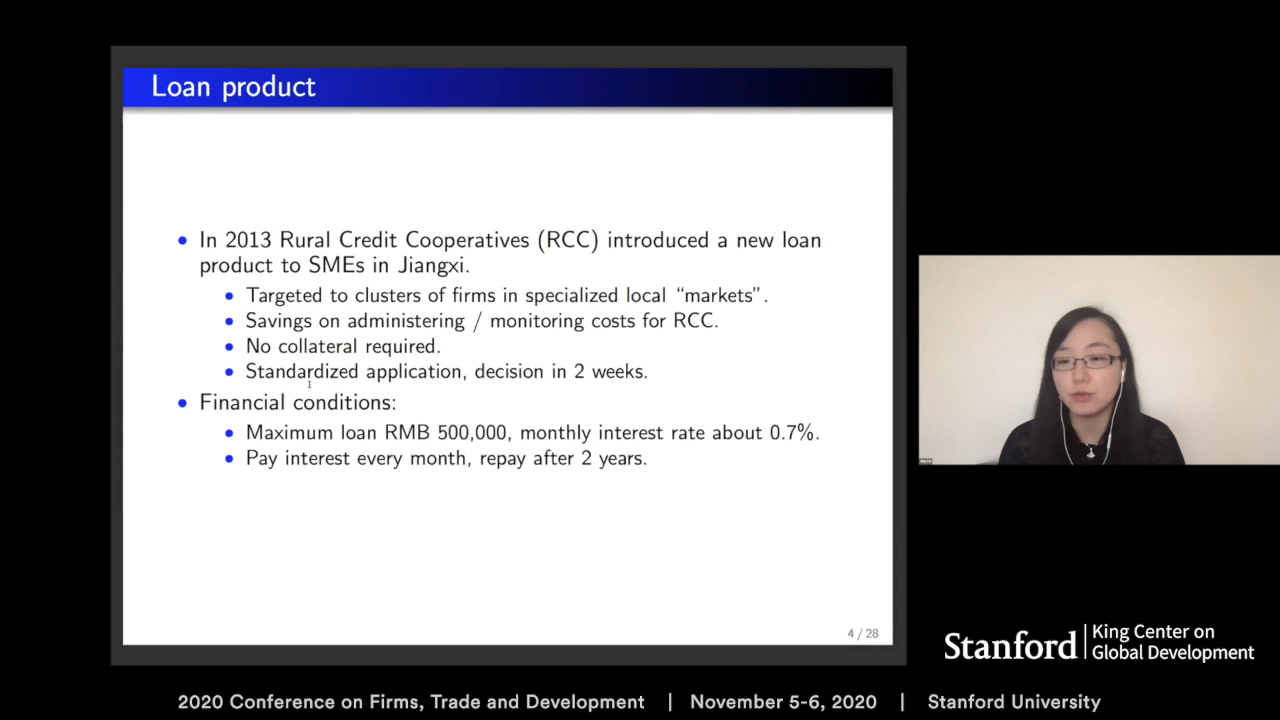 Loan product
• In 2013 Rural Credit Cooperatives (RCC) introduced a new loan
product to SMEs in Jiangxi.
• Targeted to clusters of firms in specialized local “markets”.
• Savings on administering / monitoring costs for RCC.
• No collateral required.
• Standardized application, decision in 2 weeks.
• Financial conditions:
• Maximum loan RMB 500,000, monthly interest rate about 0.7%.
• Pay interest every month, repay after 2 years.
4 / 28
Stanford | King Center on
Global Development
2020 Conference on Firms, Trade and Development | November 5-6, 2020 | Stanford University